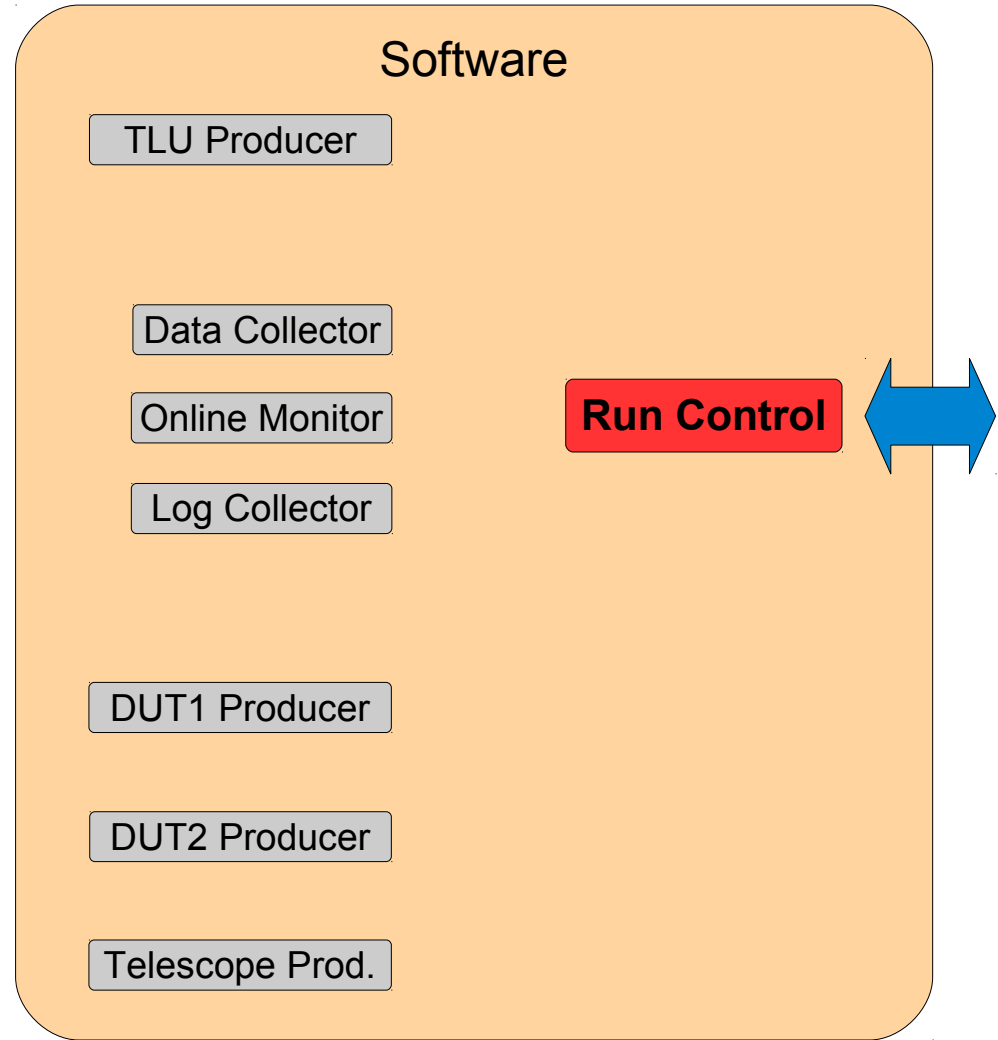 Software
TLU Producer
Data Collector
Online Monitor
Run Control
Log Collector
DUT1 Producer
DUT2 Producer
Telescope Prod.